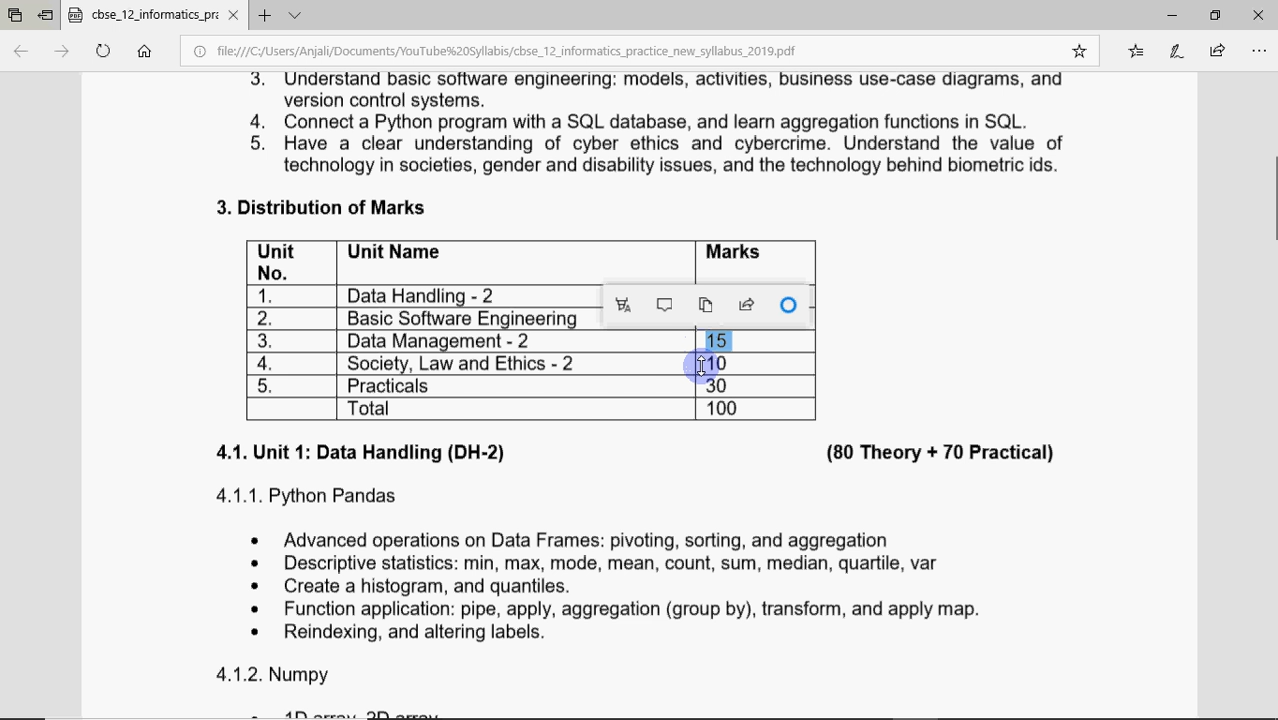 cbse_12_informatics_pra
file:///C:/Users/Anjali/Documents/YouTube%20Syllabis/cbse_12_informatics_practice_new_syllabus_2019.pdf
3. Understand basic software engineering: models, activities, business use-case diagrams, and
version control systems.
4. Connect a Python program with a SQL database, and learn aggregation functions in SQL.
5. Have a clear understanding of cyber ethics and cybercrime. Understand the value of
technology in societies, gender and disability issues, and the technology behind biometric ids.
3. Distribution of Marks
Unit No. Unit Name Marks
1. Data Handling - 2
2. Basic Software Engineering
3. Data Management - 2 15
4. Society, Law and Ethics - 2 10
5. Practicals 30
Total 100
4.1. Unit 1: Data Handling (DH-2) (80 Theory + 70 Practical)
4.1.1. Python Pandas
• Advanced operations on Data Frames: pivoting, sorting, and aggregation
• Descriptive statistics: min, max, mode, mean, count, sum, median, quartile, var
• Create a histogram, and quantiles.
• Function application: pipe, apply, aggregation (group by), transform, and apply map.
• Reindexing, and altering labels.
4.1.2. Numpy
• 1D array, 2D array